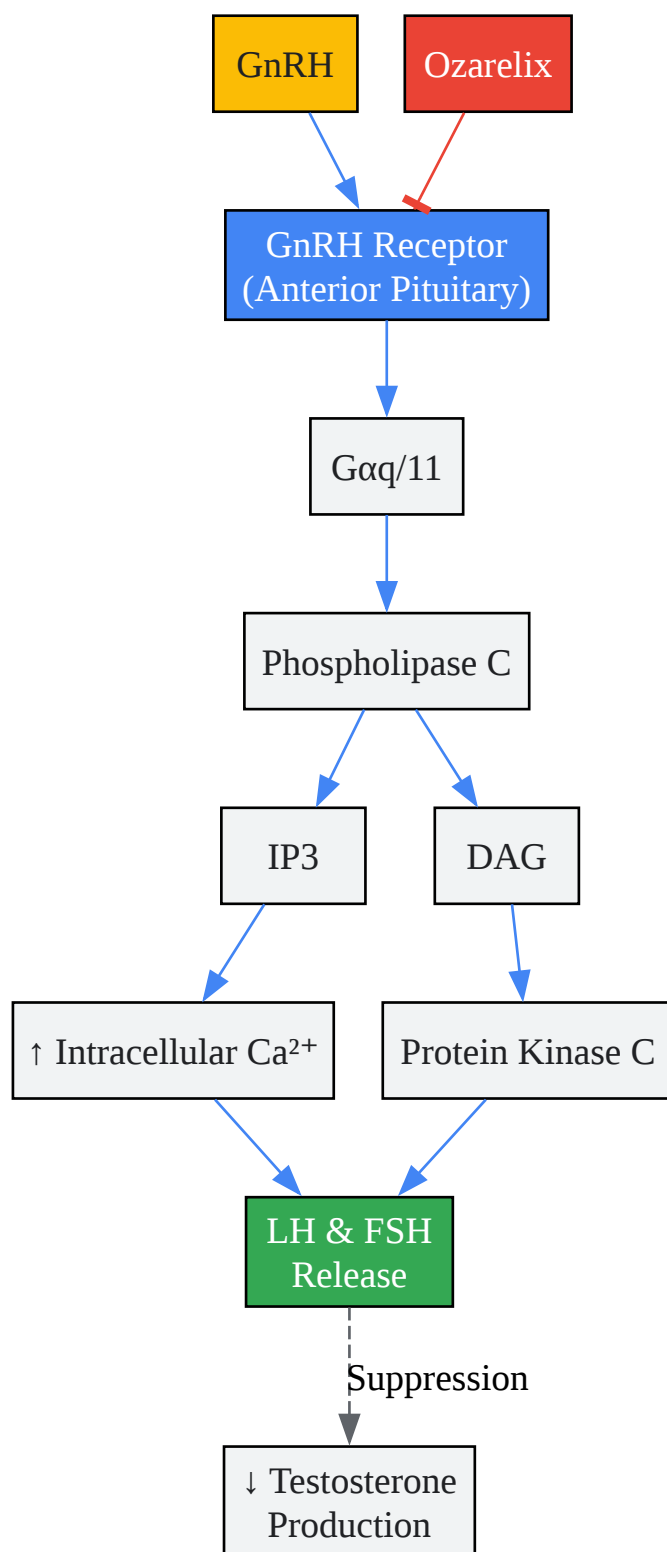 GnRH
Ozarelix
GnRH Receptor
(Anterior Pituitary)
Gαq/11
Phospholipase C
IP3
DAG
↑ Intracellular Ca²⁺
Protein Kinase C
LH & FSH
Release
Suppression
↓ Testosterone
Production